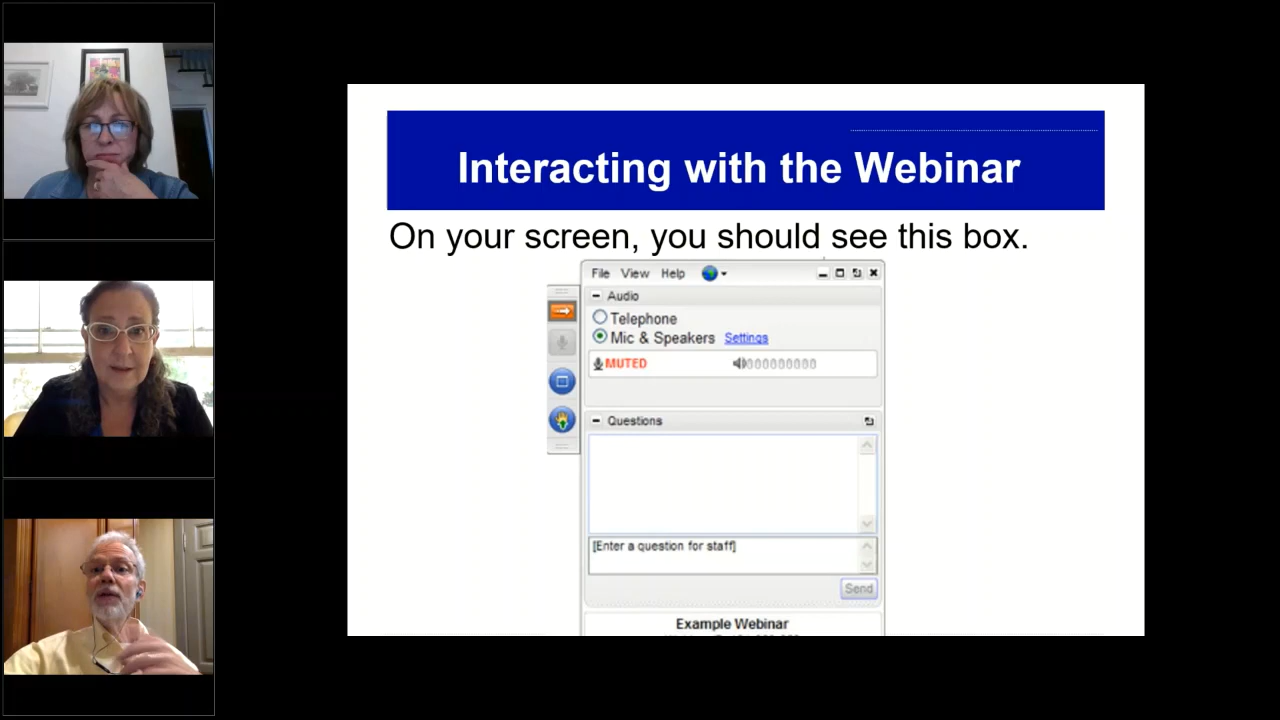 Interacting with the Webinar
On your screen, you should see this box.
File View Help
Audio
Telephone
Mic & Speakers Settings
MUTED
Questions
[Enter a question for staff]
Send
Example Webinar